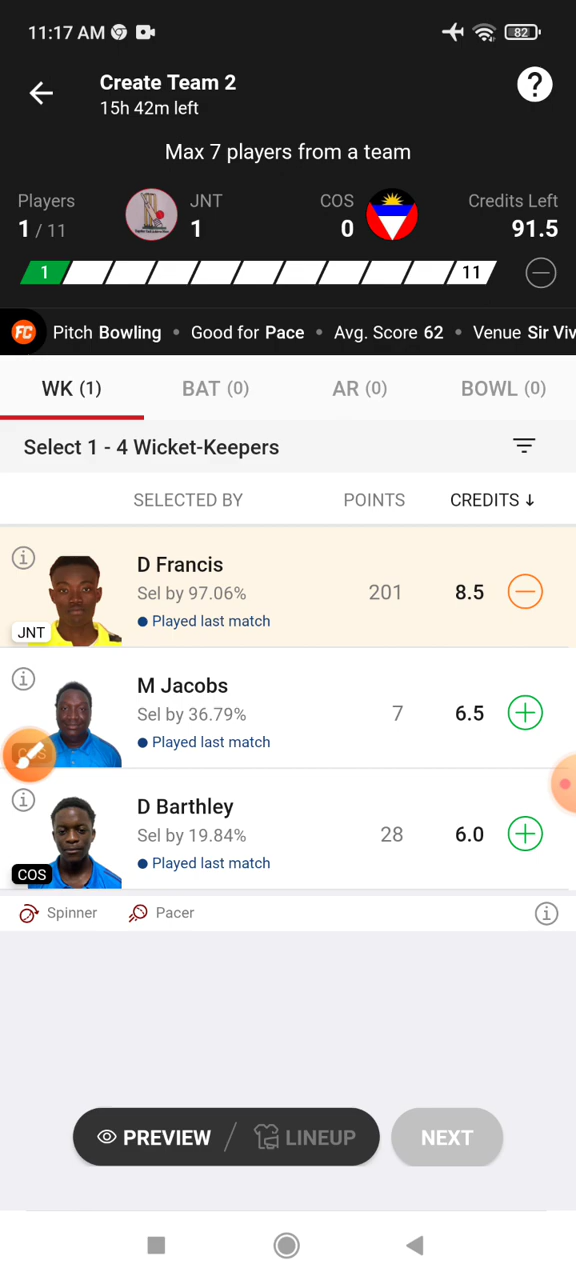 11:17 AM
82
Create Team 2
15h 42m left
?
Max 7 players from a team
Players
1 / 11
JNT
1
COS
0
Credits Left
91.5
1
11
FC Pitch Bowling • Good for Pace • Avg. Score 62 • Venue Sir Viv
WK (1)
BAT (0)
AR (0)
BOWL (0)
Select 1 - 4 Wicket-Keepers
SELECTED BY
POINTS
CREDITS ↓
D Francis
Sel by 97.06%
201
8.5
Played last match
JNT
M Jacobs
Sel by 36.79%
7
6.5
Played last match
D Barthley
Sel by 19.84%
28
6.0
Played last match
COS
Spinner
Pacer
PREVIEW / LINEUP
NEXT